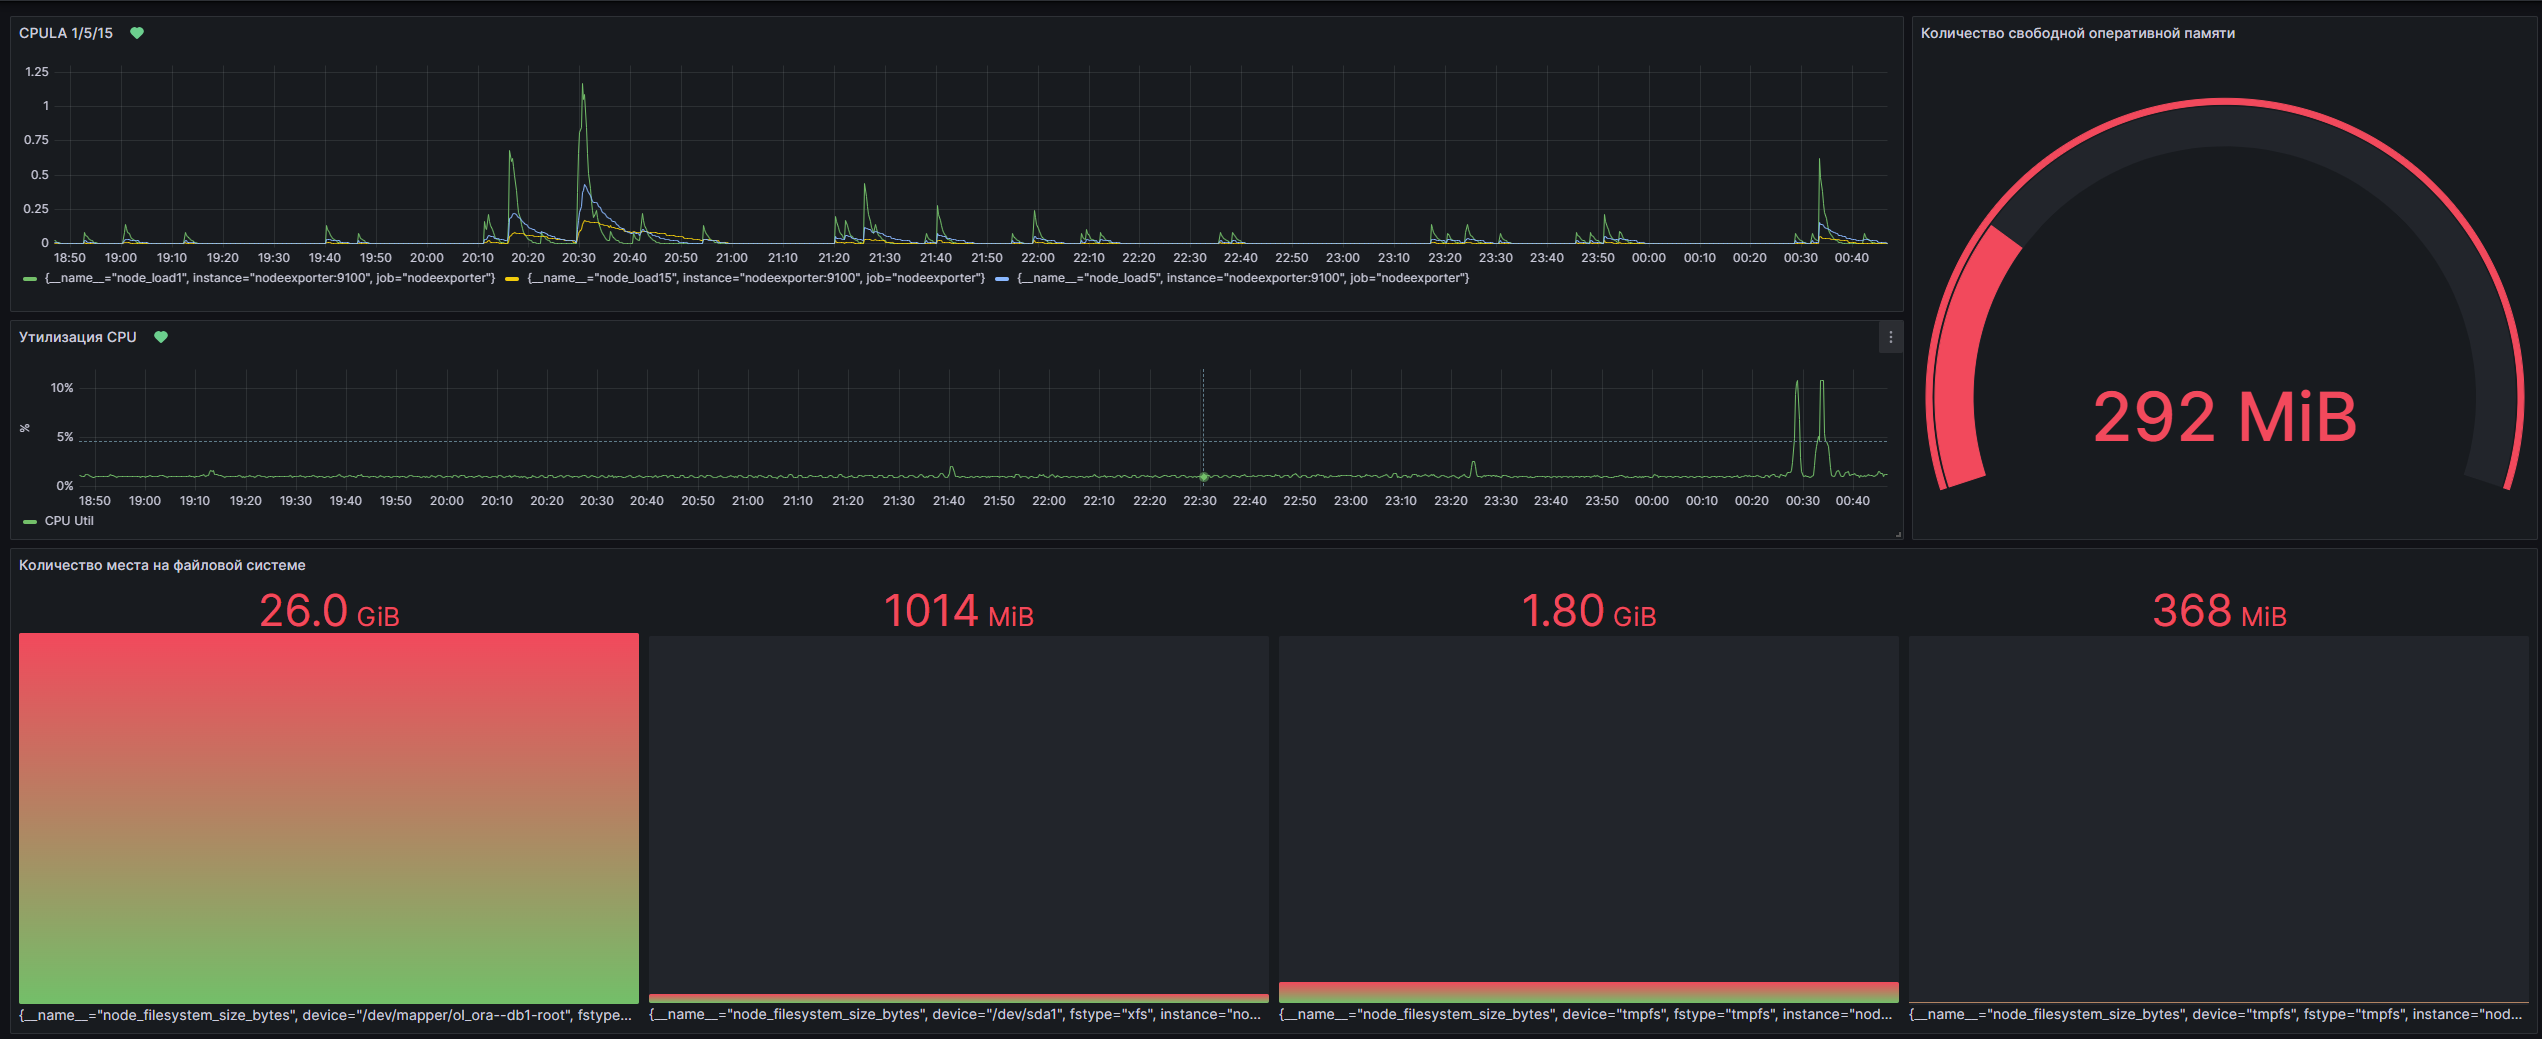 CPULA 1/5/15
1.25
1
0.75
0.5
0.25
0
18:50 19:00 19:10 19:20 19:30 19:40 19:50 20:00 20:10 20:20 20:30 20:40 20:50 21:00 21:10 21:20 21:30 21:40 21:50 22:00 22:10 22:20 22:30 22:40 22:50 23:00 23:10 23:20 23:30 23:40 23:50 00:00 00:10 00:20 00:30 00:40
{__name__="node_load1", instance="nodeexporter:9100", job="nodeexporter"} {__name__="node_load15", instance="nodeexporter:9100", job="nodeexporter"} {__name__="node_load5", instance="nodeexporter:9100", job="nodeexporter"}
Количество свободной оперативной памяти
292 MiB
Утилизация CPU
10%
5%
0%
%
18:50 19:00 19:10 19:20 19:30 19:40 19:50 20:00 20:10 20:20 20:30 20:40 20:50 21:00 21:10 21:20 21:30 21:40 21:50 22:00 22:10 22:20 22:30 22:40 22:50 23:00 23:10 23:20 23:30 23:40 23:50 00:00 00:10 00:20 00:30 00:40
CPU Util
Количество места на файловой системе
26.0 GiB
1014 MiB
1.80 GiB
368 MiB
{__name__="node_filesystem_size_bytes", device="/dev/mapper/ol_ora--db1-root", fstype...
{__name__="node_filesystem_size_bytes", device="/dev/sda1", fstype="xfs", instance="no...
{__name__="node_filesystem_size_bytes", device="tmpfs", fstype="tmpfs", instance="nod...
{__name__="node_filesystem_size_bytes", device="tmpfs", fstype="tmpfs", instance="nod...